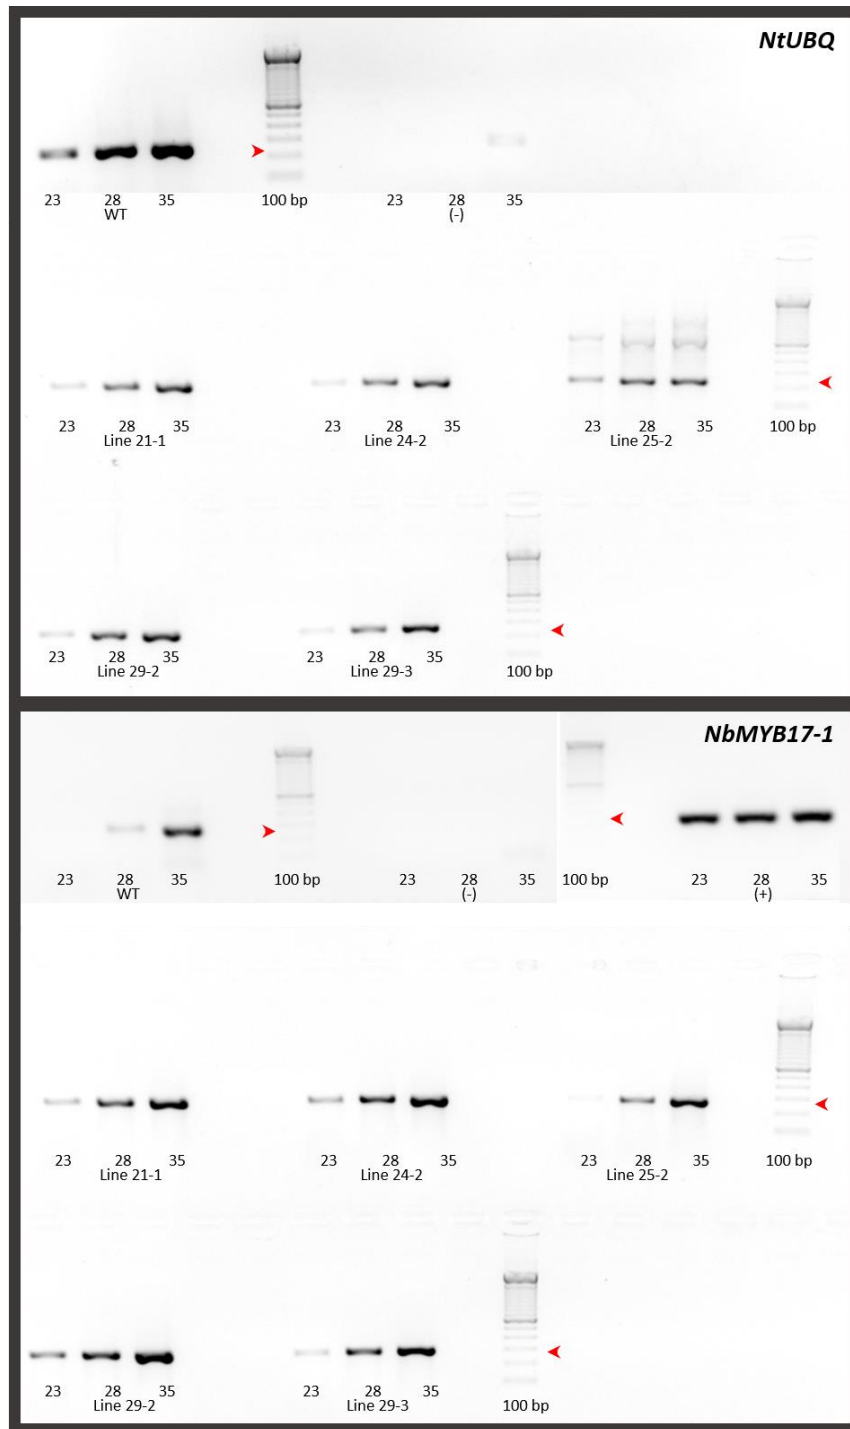 NtUBQ
23 28 35 100 bp 23 28 35
WT (-)
23 28 35 23 28 35 23 28 35 100 bp
Line 21-1 Line 24-2 Line 25-2
23 28 35 23 28 35 100 bp
Line 29-2 Line 29-3
NbMYB17-1
23 28 35 100 bp 23 28 35 100 bp 23 28 35
WT (-) (+)
23 28 35 23 28 35 23 28 35 100 bp
Line 21-1 Line 24-2 Line 25-2
23 28 35 23 28 35 100 bp
Line 29-2 Line 29-3